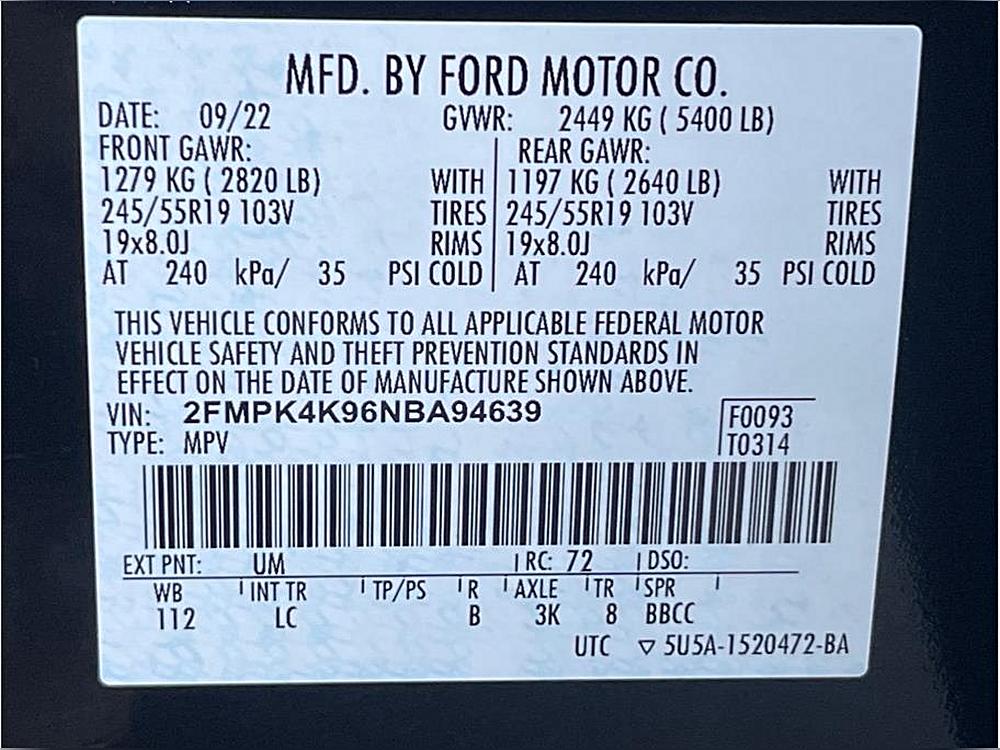 MFD. BY FORD MOTOR CO.
DATE: 09/22 GVWR: 2449 KG ( 5400 LB)
FRONT GAWR: REAR GAWR:
1279 KG ( 2820 LB) WITH 1197 KG ( 2640 LB) WITH
245/55R19 103V TIRES 245/55R19 103V TIRES
19x8.0J RIMS 19x8.0J RIMS
AT 240 kPa/ 35 PSI COLD AT 240 kPa/ 35 PSI COLD
THIS VEHICLE CONFORMS TO ALL APPLICABLE FEDERAL MOTOR
VEHICLE SAFETY AND THEFT PREVENTION STANDARDS IN
EFFECT ON THE DATE OF MANUFACTURE SHOWN ABOVE.
VIN: 2FMPK4K96NBA94639 F0093
TYPE: MPV T0314
EXT PNT: UM RC: 72 DSO:
WB INT TR TP/PS R AXLE TR SPR
112 LC B 3K 8 BBCC
UTC ▽ 5U5A-1520472-BA